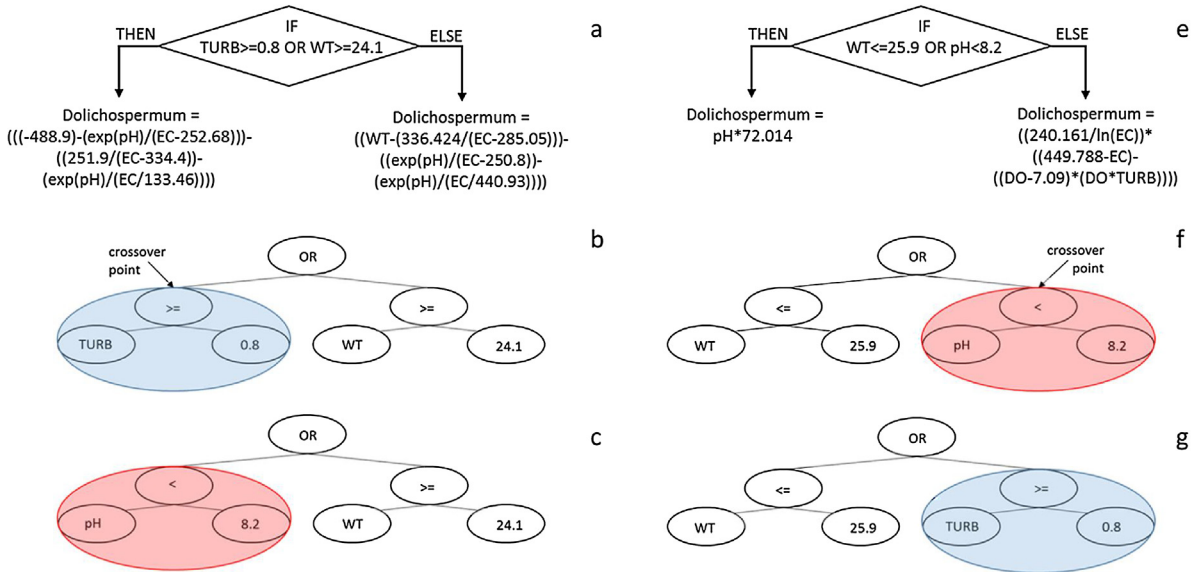 IF
TURB>=0.8 OR WT>=24.1
THEN
ELSE
a
Dolichospermum =
(((-488.9)-(exp(pH)/(EC-252.68)))-
((251.9/(EC-334.4))-
(exp(pH)/(EC/133.46))))
Dolichospermum =
((WT-(336.424/(EC-285.05)))-
((exp(pH)/(EC-250.8))-
(exp(pH)/(EC/440.93))))
IF
WT<=25.9 OR pH<8.2
THEN
ELSE
e
Dolichospermum =
pH*72.014
Dolichospermum =
((240.161/ln(EC))*
((449.788-EC)-
((DO-7.09)*(DO*TURB))))
b
crossover
point
OR
>=
>=
TURB
0.8
WT
24.1
f
crossover
point
OR
<=
<
WT
25.9
pH
8.2
c
OR
<
>=
pH
8.2
WT
24.1
g
OR
<=
>=
WT
25.9
TURB
0.8